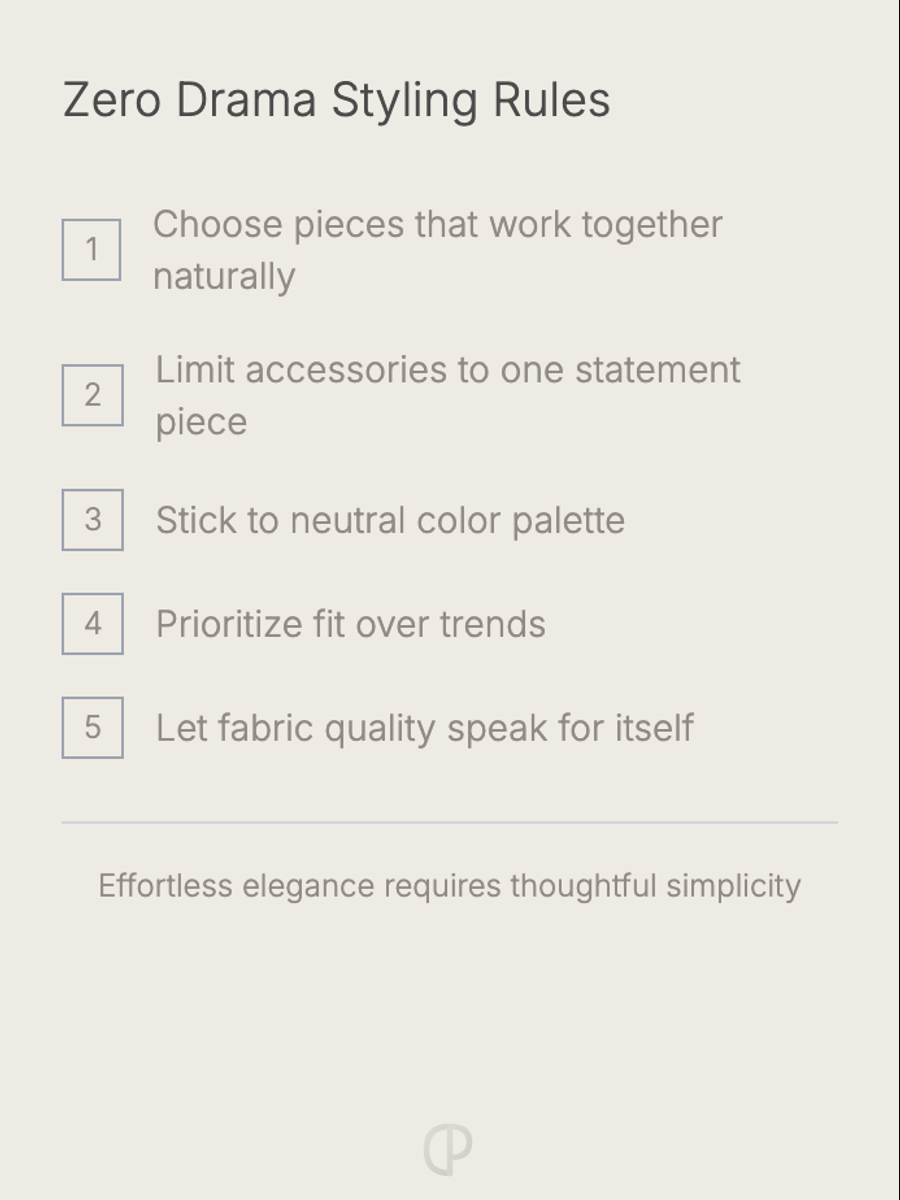 Zero Drama Styling Rules
1 Choose pieces that work together
naturally
2 Limit accessories to one statement
piece
3 Stick to neutral color palette
4 Prioritize fit over trends
5 Let fabric quality speak for itself
Effortless elegance requires thoughtful simplicity